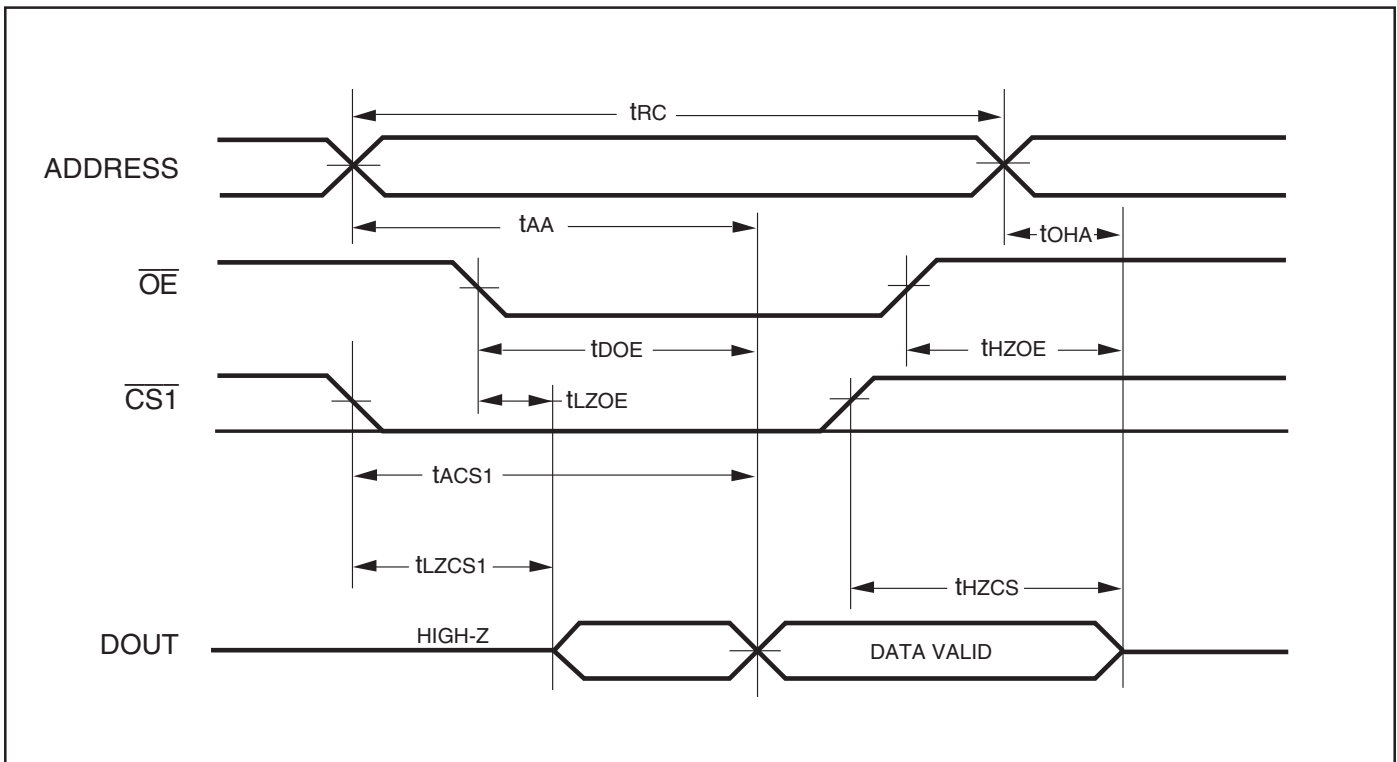 tRC
ADDRESS
tAA
tOHA
OE
tDOE
tHZOE
CS1
tLZOE
tACS1
tLZCS1
tHZCS
DOUT
HIGH-Z
DATA VALID